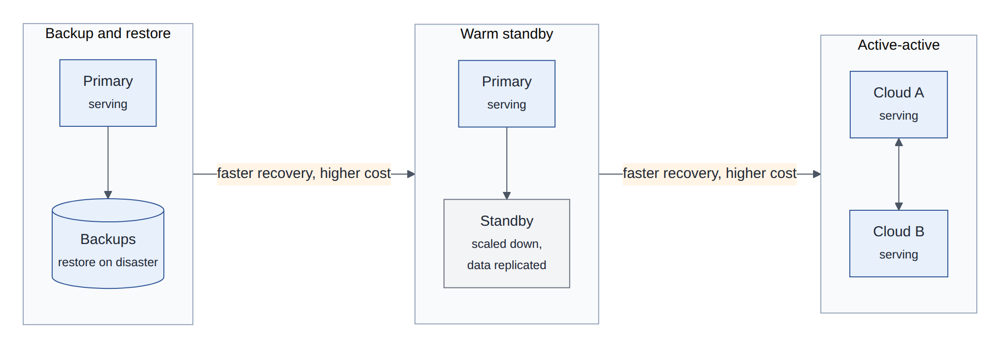 Backup and restore
Primary
serving
Backups
restore on disaster
faster recovery, higher cost
Warm standby
Primary
serving
Standby
scaled down,
data replicated
faster recovery, higher cost
Active-active
Cloud A
serving
Cloud B
serving